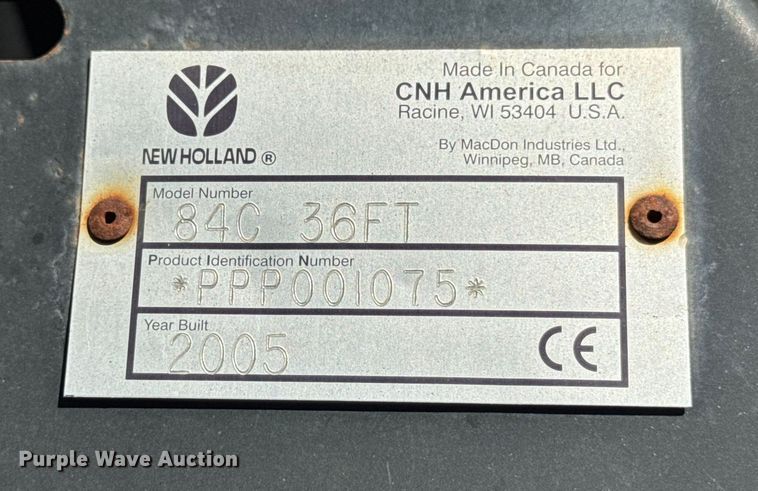 Made In Canada for
CNH America LLC
Racine, WI 53404 U.S.A.
By MacDon Industries Ltd.,
Winnipeg, MB, Canada
NEW HOLLAND ®
Model Number
84C 36FT
Product Identification Number
*PPP001075*
Year Built
2005
CE
Purple Wave Auction